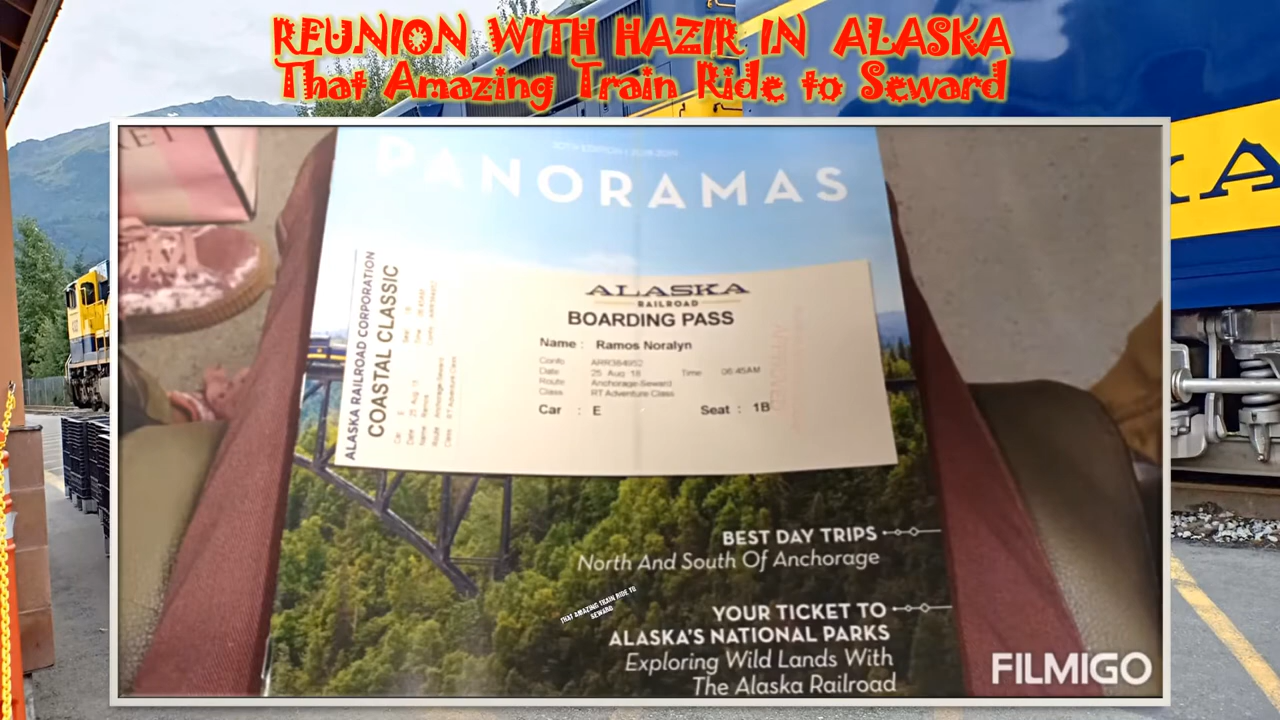 REUNION WITH HAZIR IN ALASKA
That Amazing Train Ride to Seward
KA
PANORAMAS
ALASKA RAILROAD CORPORATION
COASTAL CLASSIC
ALASKA
RAILROAD
BOARDING PASS
Name : Ramos Noralyn
Date 25 Aug 18 Time 06:45AM
Route Anchorage-Seward
Class RT Adventure Class
Car : E Seat : 1B
BEST DAY TRIPS
North And South Of Anchorage
THAT AMAZING TRAIN RIDE TO
SEWARD
YOUR TICKET TO
ALASKA'S NATIONAL PARKS
Exploring Wild Lands With
The Alaska Railroad
FILMIGO